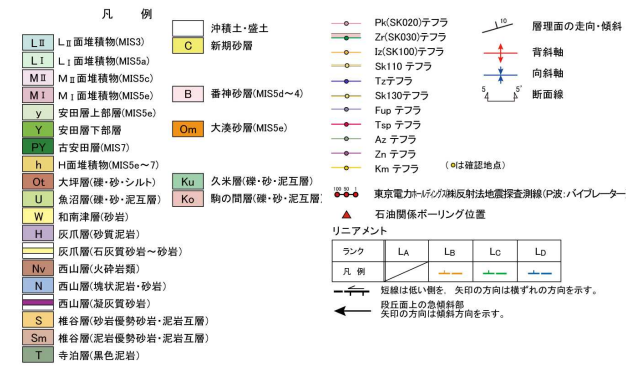 凡 例
LⅡ LⅡ面堆積物(MIS3)
LⅠ LⅠ面堆積物(MIS5a)
MⅡ MⅡ面堆積物(MIS5c)
MⅠ MⅠ面堆積物(MIS5e)
y 安田層上部層(MIS5e)
Y 安田層下部層
PY 古安田層(MIS7)
h H面堆積物(MIS5e～7)
Ot 大坪層(礫・砂・シルト)
U 魚沼層(礫・砂・泥互層)
W 和南津層(砂岩)
H 灰爪層(砂質泥岩)
灰爪層(石灰質砂岩～砂岩)
Nv 西山層(火砕岩類)
N 西山層(塊状泥岩・砂岩)
西山層(凝灰質砂岩)
S 椎谷層(砂岩優勢砂岩・泥岩互層)
Sm 椎谷層(泥岩優勢砂岩・泥岩互層)
T 寺泊層(黒色泥岩)
沖積土・盛土
C 新期砂層
B 番神砂層(MIS5d～4)
Om 大湊砂層(MIS5e)
Ku 久米層(礫・砂・泥互層)
Ko 駒の間層(礫・砂・泥互層)
Pk(SK020)テフラ
Zr(SK030)テフラ
Iz(SK100)テフラ
Sk110 テフラ
Tzテフラ
Sk130テフラ
Fup テフラ
Tsp テフラ
Az テフラ
Zn テフラ
Km テフラ
(●は確認地点)
10 層理面の走向・傾斜
背斜軸
向斜軸
5 5' 断面線
100 50 1 東京電力ホールディングス㈱反射法地震探査測線(P波:バイブレーター
石油関係ボーリング位置
リニアメント
ランク LA LB LC LD
凡 例
短線は低い側を, 矢印の方向は横ずれの方向を示す。
段丘面上の急傾斜部
矢印の方向は傾斜方向を示す。